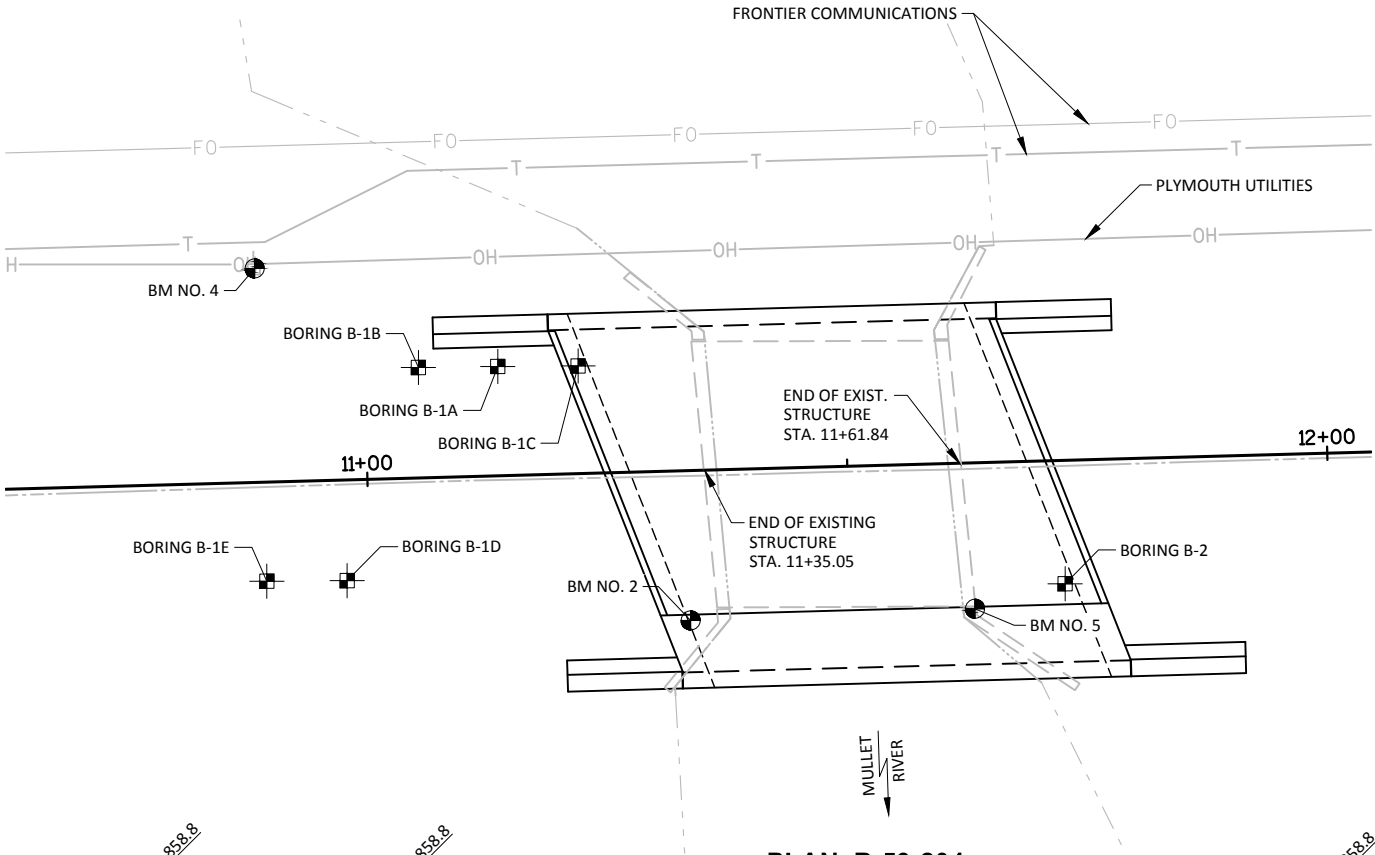 FRONTIER COMMUNICATIONS
FO
FO
FO
FO
FO
T
T
T
T
T
PLYMOUTH UTILITIES
H
OH
OH
OH
OH
BM NO. 4
BORING B-1B
BORING B-1A
BORING B-1C
END OF EXIST.
STRUCTURE
STA. 11+61.84
11+00
12+00
END OF EXISTING
STRUCTURE
STA. 11+35.05
BORING B-1E
BORING B-1D
BM NO. 2
BORING B-2
BM NO. 5
MULLET
RIVER
858.8
858.8
858.8